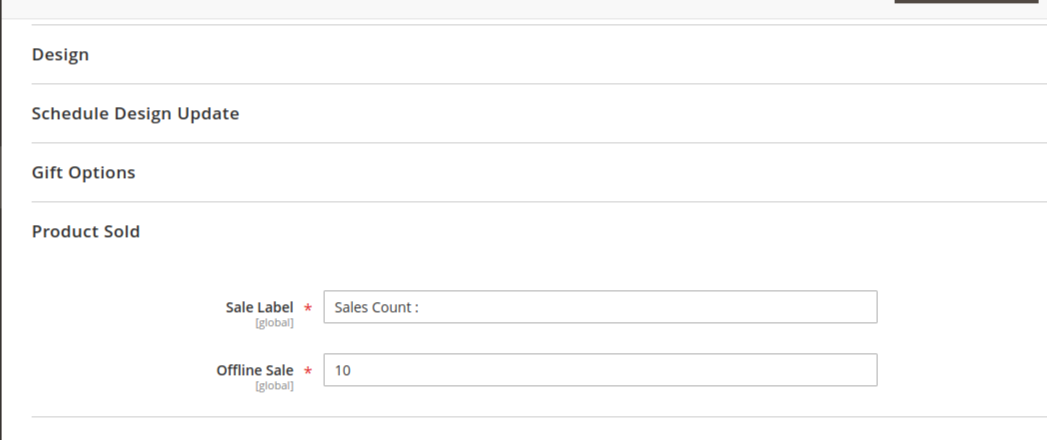 Design
Schedule Design Update
Gift Options
Product Sold
Sale Label * Sales Count :
[global]
Offline Sale * 10
[global]